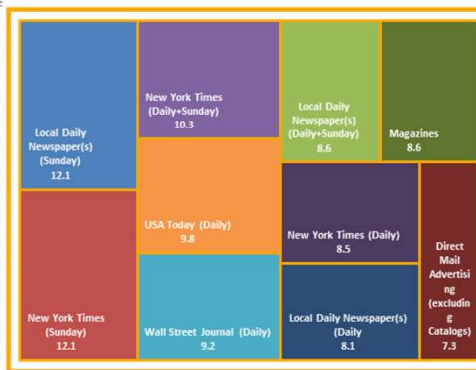 Local Daily
Newspaper(s)
(Sunday)
12.1
New York Times
(Sunday)
12.1
New York Times
(Daily+Sunday)
10.3
USA Today (Daily)
9.8
Wall Street Journal (Daily)
9.2
Local Daily
Newspaper(s)
(Daily+Sunday)
8.6
Magazines
8.6
New York Times (Daily)
8.5
Local Daily Newspaper(s)
(Daily
8.1
Direct
Mail
Advertisi
ng
(excludin
g
Catalogs)
7.3